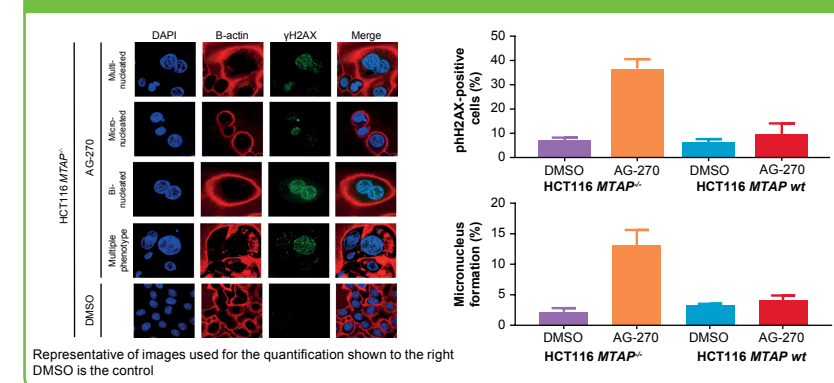 DAPI B-actin γH2AX Merge
HCT116 MTAP-/-
AG-270
Multi-
nucleated
Micro-
nucleated
Bi-
nucleated
Multiple
phenotype
DMSO
Representative of images used for the quantification shown to the right
DMSO is the control
phH2AX-positive
cells (%)
50
40
30
20
10
0
DMSO AG-270 DMSO AG-270
HCT116 MTAP-/- HCT116 MTAP wt
Micronucleus
formation (%)
20
15
10
5
0
DMSO AG-270 DMSO AG-270
HCT116 MTAP-/- HCT116 MTAP wt